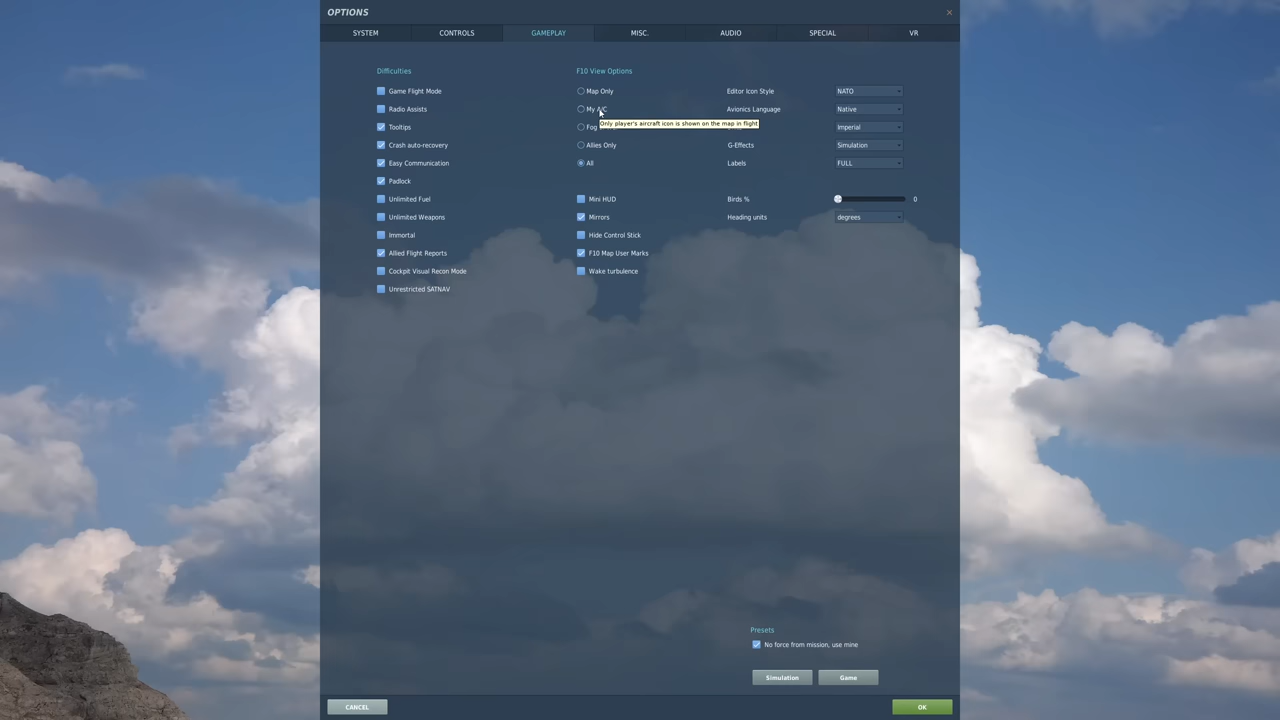 OPTIONS
×
SYSTEM CONTROLS GAMEPLAY MISC. AUDIO SPECIAL VR
Difficulties
Game Flight Mode
Radio Assists
Tooltips
Crash auto-recovery
Easy Communication
Padlock
Unlimited Fuel
Unlimited Weapons
Immortal
Allied Flight Reports
Cockpit Visual Recon Mode
Unrestricted SATNAV
F10 View Options
Map Only
My A/C
Only player's aircraft icon is shown on the map in flight
Fog
Allies Only
All
Mini HUD
Mirrors
Hide Control Stick
F10 Map User Marks
Wake turbulence
Editor Icon Style NATO
Avionics Language Native
Imperial
G-Effects Simulation
Labels FULL
Birds % 0
Heading units degrees
Presets
No force from mission, use mine
Simulation Game
CANCEL OK